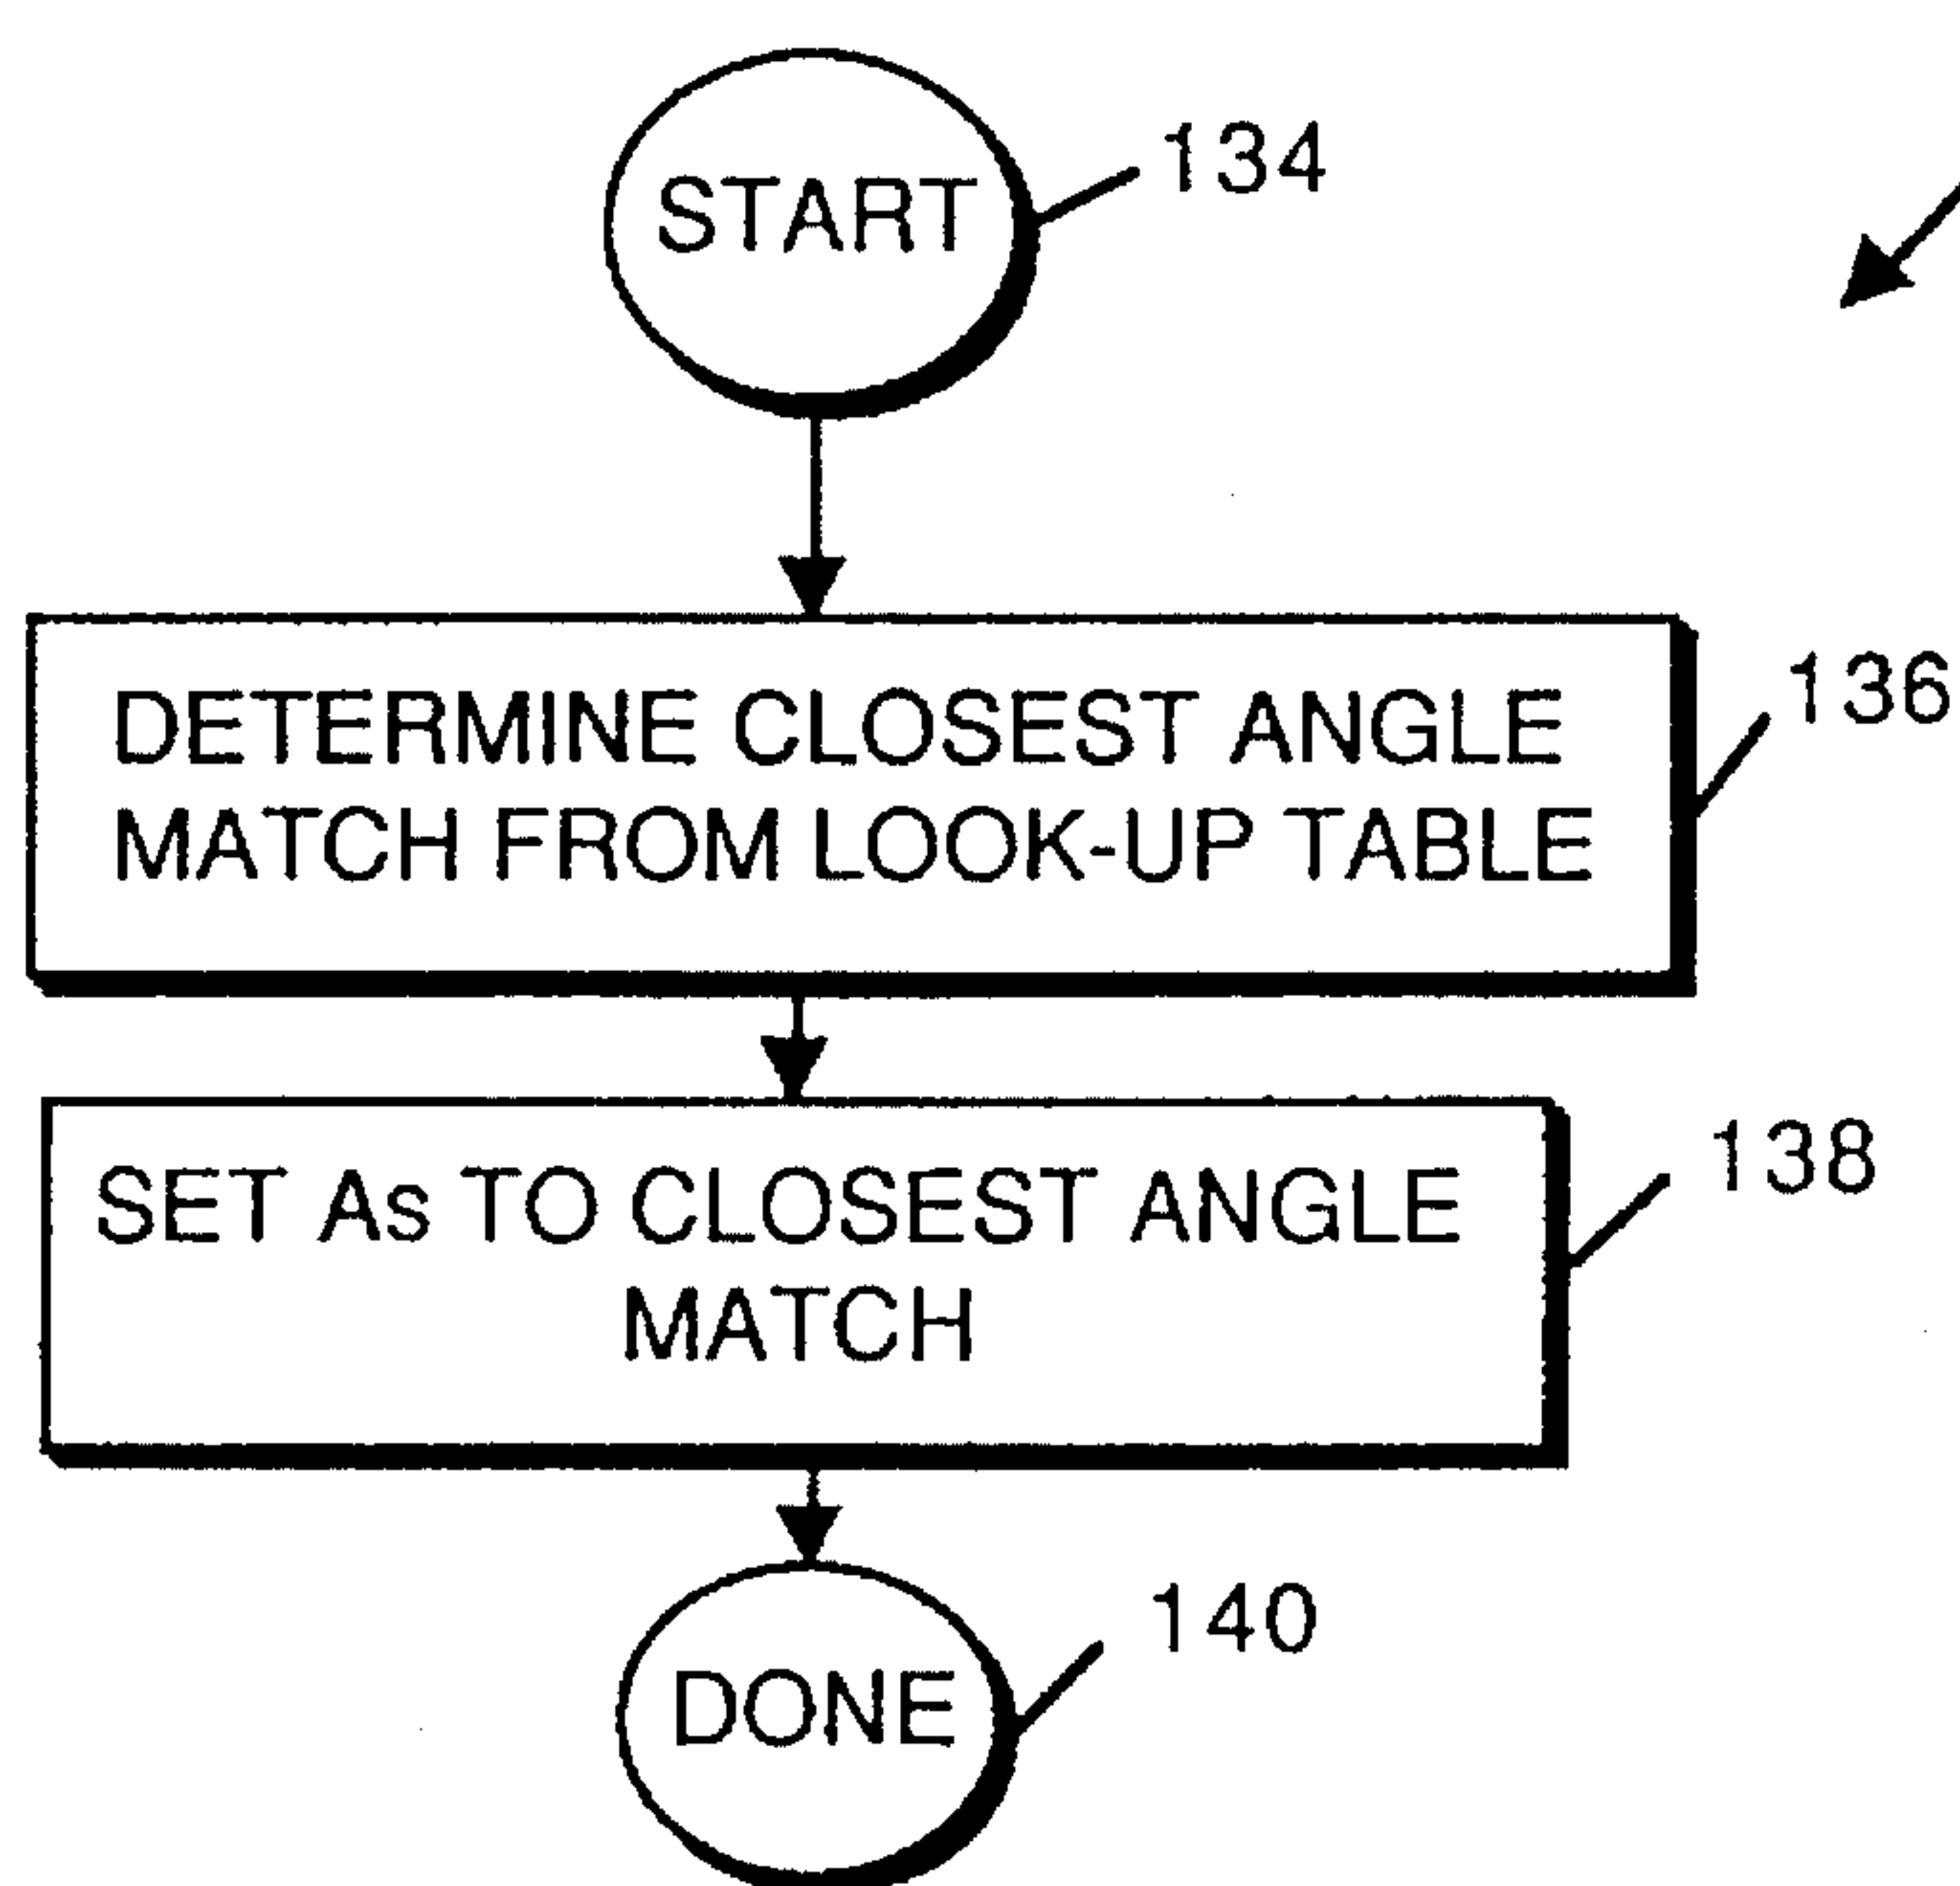 START
134
DETERMINE CLOSEST ANGLE
MATCH FROM LOOK-UP TABLE
136
SET As TO CLOSEST ANGLE
MATCH
138
DONE
140